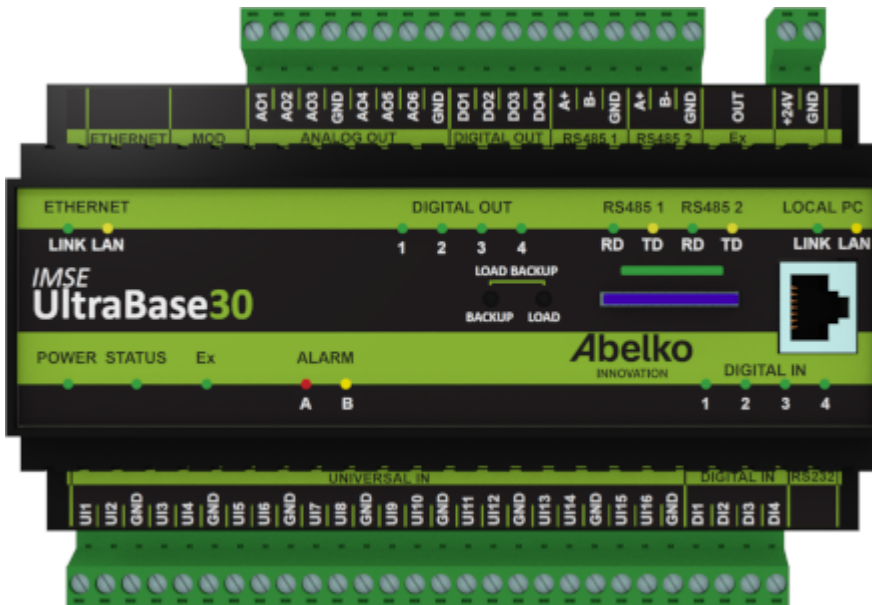 AO1 AO2 AO3 GND AO4 AO5 AO6 GND DO1 DO2 DO3 DO4 A+ B- GND A+ B- GND OUT +24V GND
ETHERNET MOD ANALOG OUT DIGITAL OUT RS485 1 RS485 2 Ex
ETHERNET DIGITAL OUT RS485 1 RS485 2 LOCAL PC
LINK LAN 1 2 3 4 RD TD RD TD LINK LAN
IMSE LOAD BACKUP
UltraBase30
BACKUP LOAD
Abelko
INNOVATION
POWER STATUS Ex ALARM DIGITAL IN
A B 1 2 3 4
UNIVERSAL IN DIGITAL IN RS232
UI1 UI2 GND UI3 UI4 GND UI5 UI6 GND UI7 UI8 GND UI9 UI10 GND UI11 UI12 GND UI13 UI14 GND UI15 UI16 GND DI1 DI2 DI3 DI4